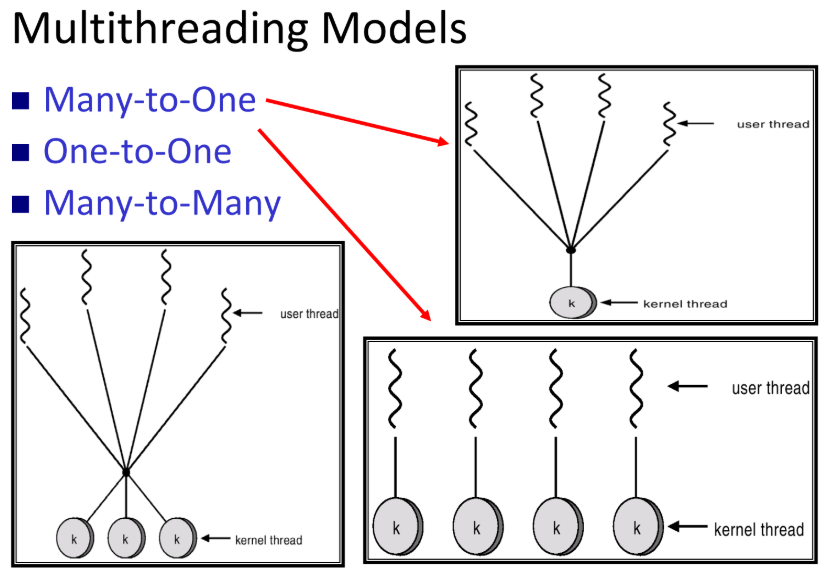 Multithreading Models
Many-to-One
One-to-One
Many-to-Many
user thread
k
kernel thread
user thread
k k k
kernel thread
user thread
k k k k
kernel thread